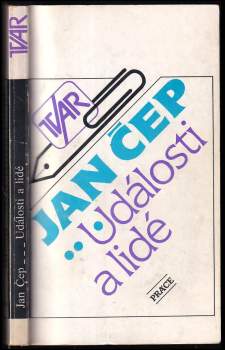 TVAR
Jan Čep - - - Události a lidé
TVAR
JAN ČEP
Události
a lidé
PRÁCE